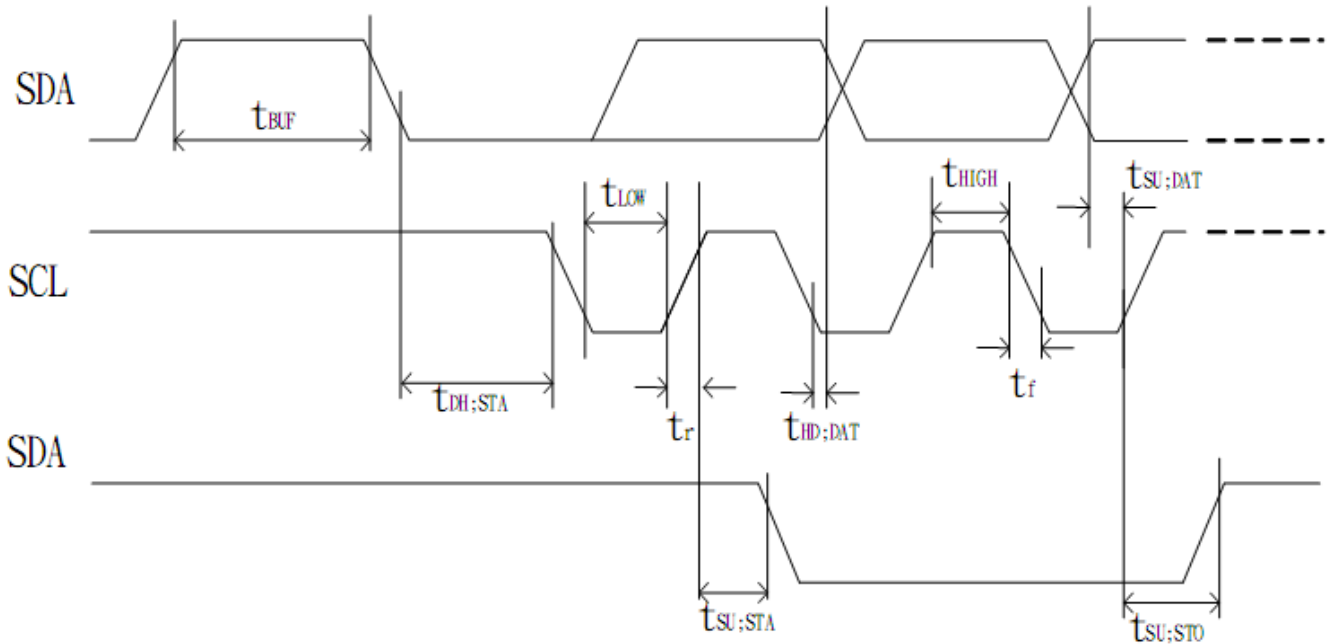 SDA
tBUF
tLOW
tHIGH
tSU;DAT
SCL
tDH;STA
tr
tHD;DAT
tf
SDA
tSU;STA
tSU;STO